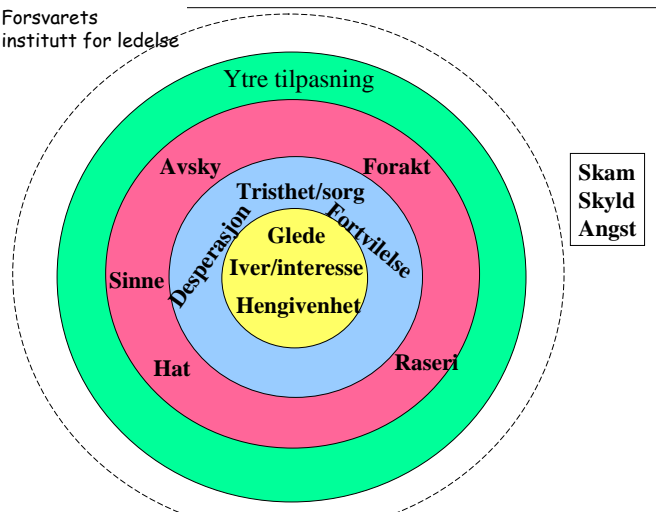 Forsvarets
institutt for ledelse
Ytre tilpasning
Avsky
Forakt
Tristhet/sorg
Desperasjon
Fortvilelse
Glede
Iver/interesse
Hengivenhet
Sinne
Hat
Raseri
Skam
Skyld
Angst